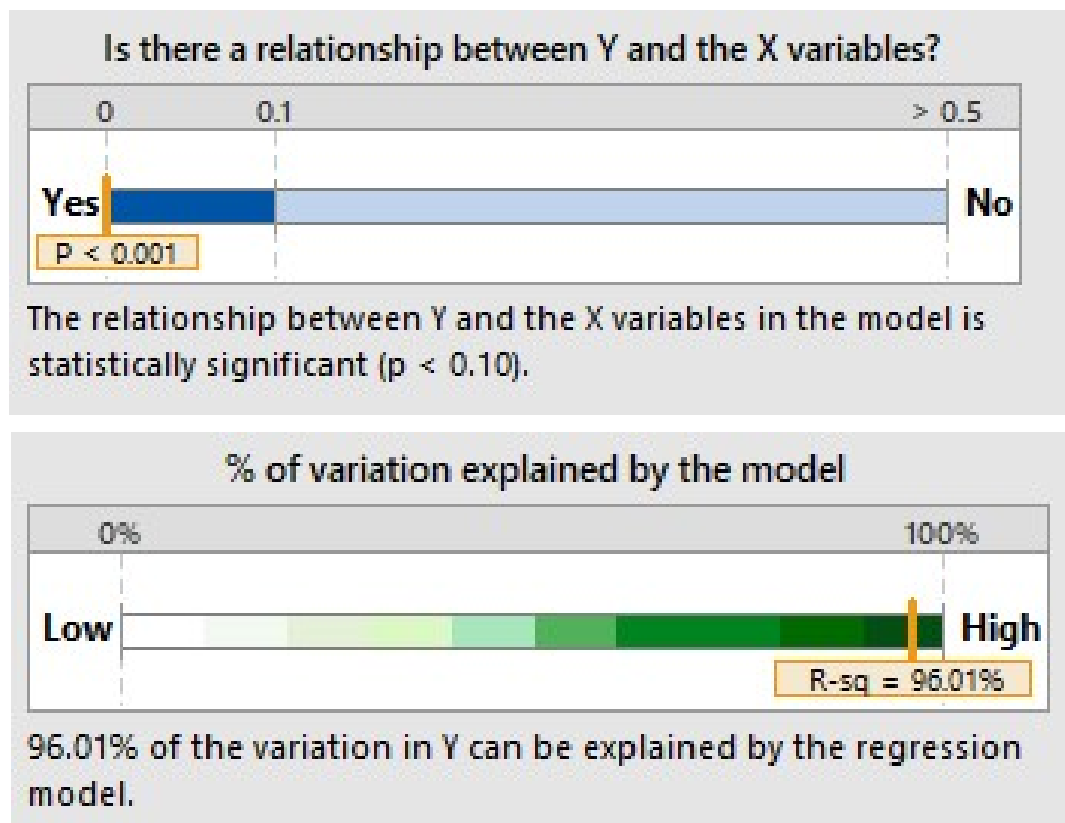 Is there a relationship between Y and the X variables?
0 0.1 > 0.5
Yes No
P < 0.001
The relationship between Y and the X variables in the model is
statistically significant (p < 0.10).
% of variation explained by the model
0% 100%
Low High
R-sq = 96.01%
96.01% of the variation in Y can be explained by the regression
model.